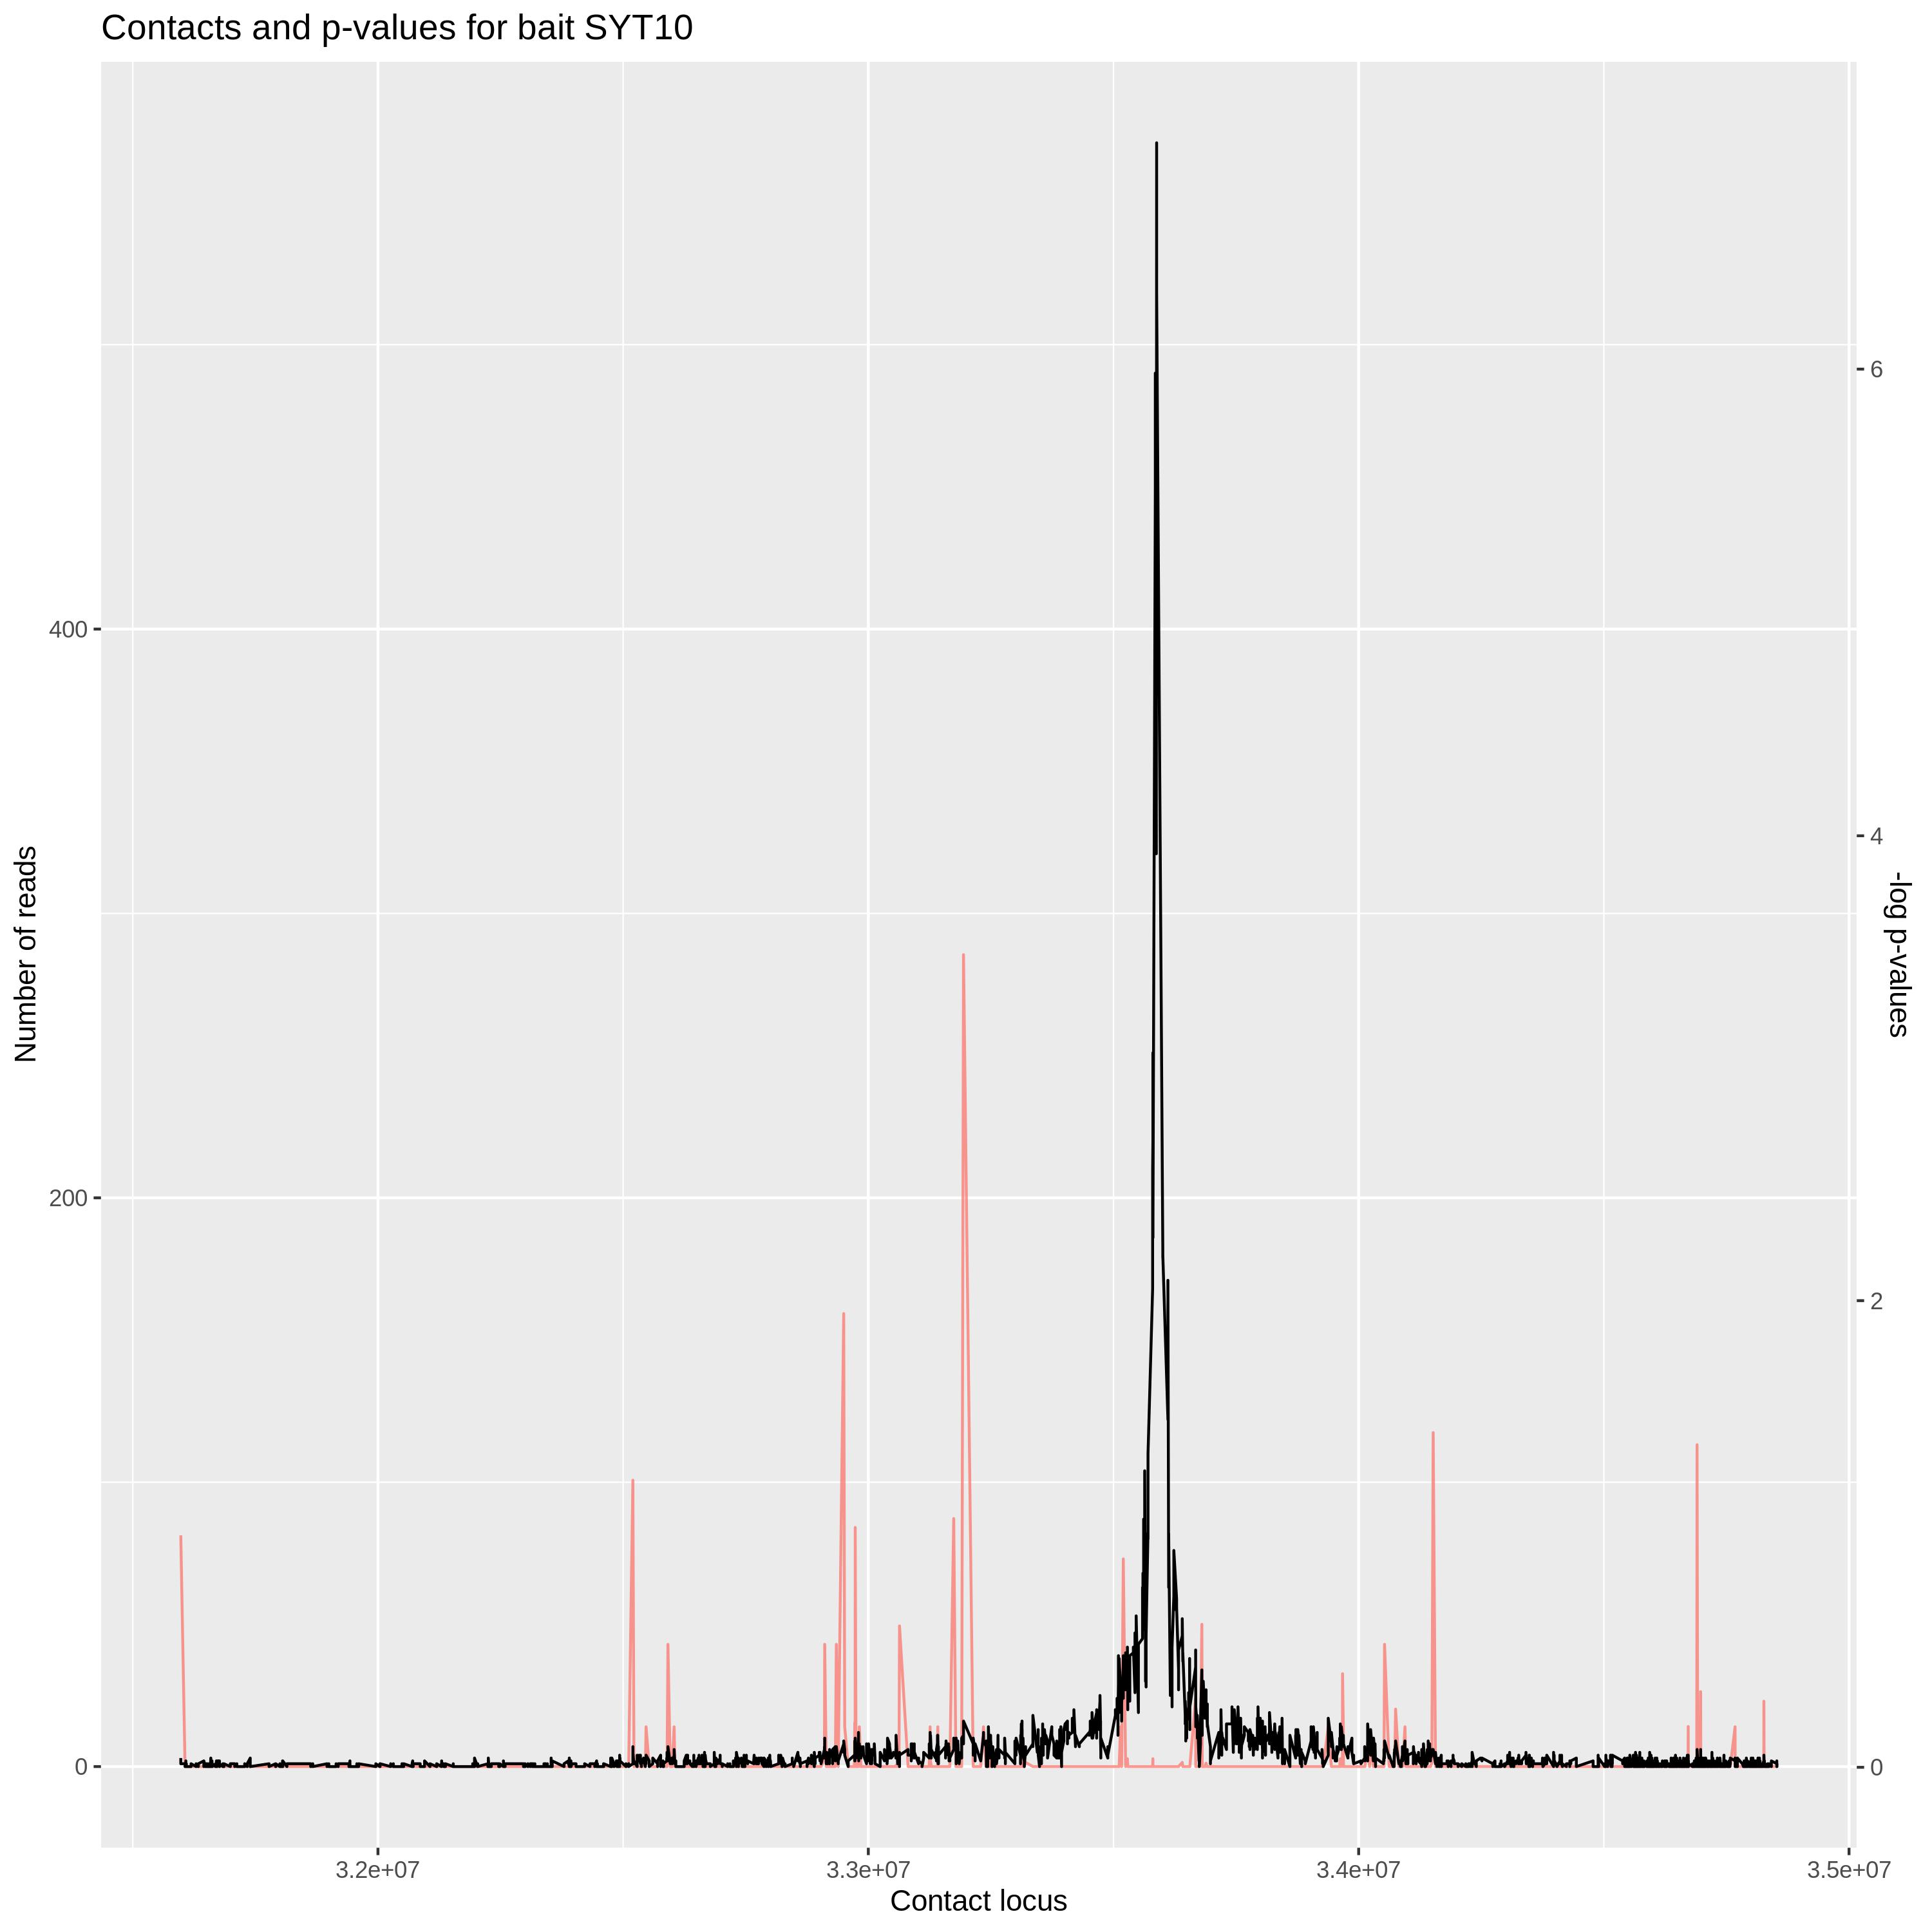 Contacts and p-values for bait SYT10
Number of reads
400
200
0
6
4
2
0
-log p-values
3.2e+07
3.3e+07
3.4e+07
3.5e+07
Contact locus